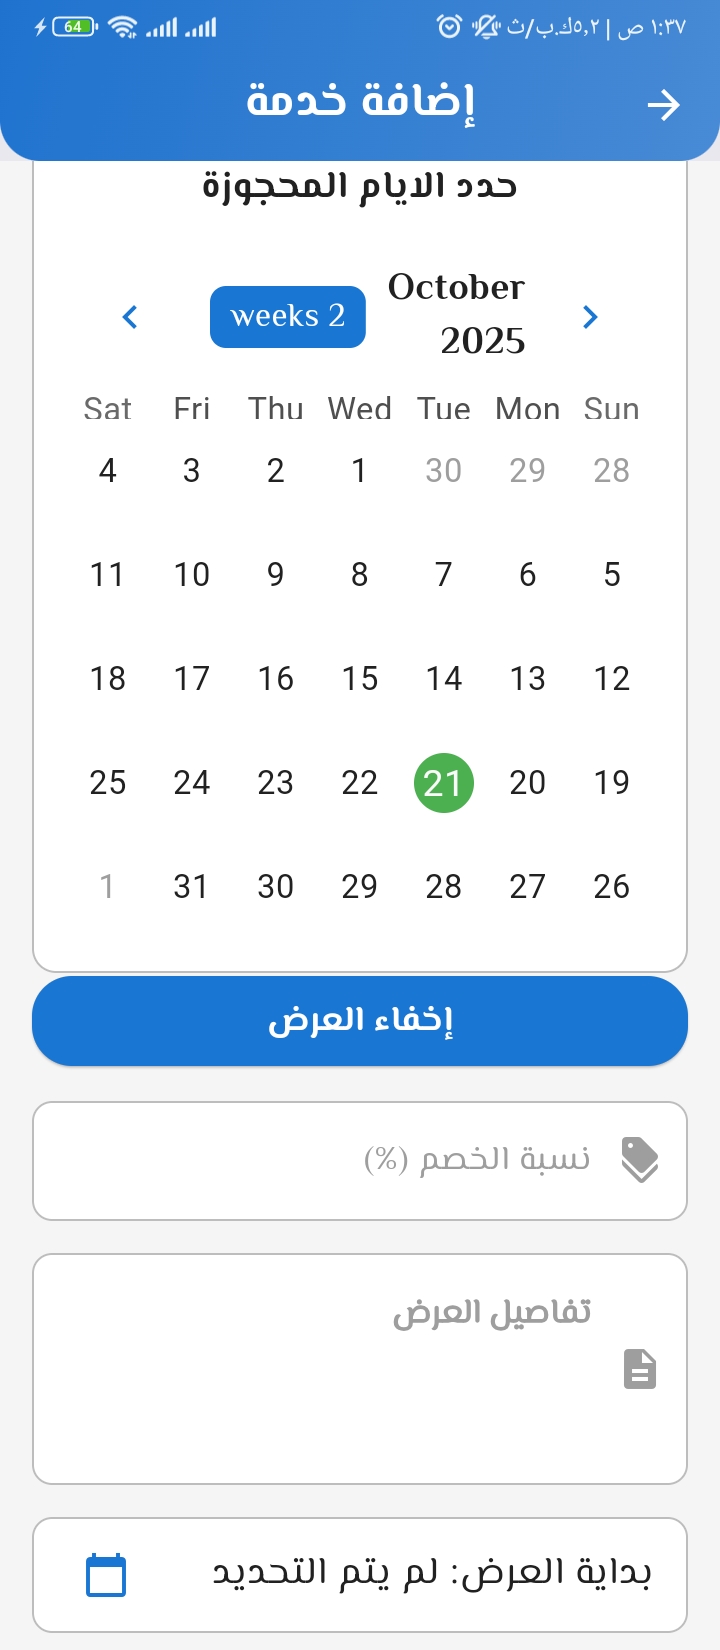 ١:٣٧ ص | ٥,٢ك.ب/ث
64
إضافة خدمة
حدد الايام المحجوزة
October
2025
2 weeks
Sun Mon Tue Wed Thu Fri Sat
28 29 30 1 2 3 4
5 6 7 8 9 10 11
12 13 14 15 16 17 18
19 20 21 22 23 24 25
26 27 28 29 30 31 1
إخفاء العرض
نسبة الخصم (%)
تفاصيل العرض
بداية العرض: لم يتم التحديد